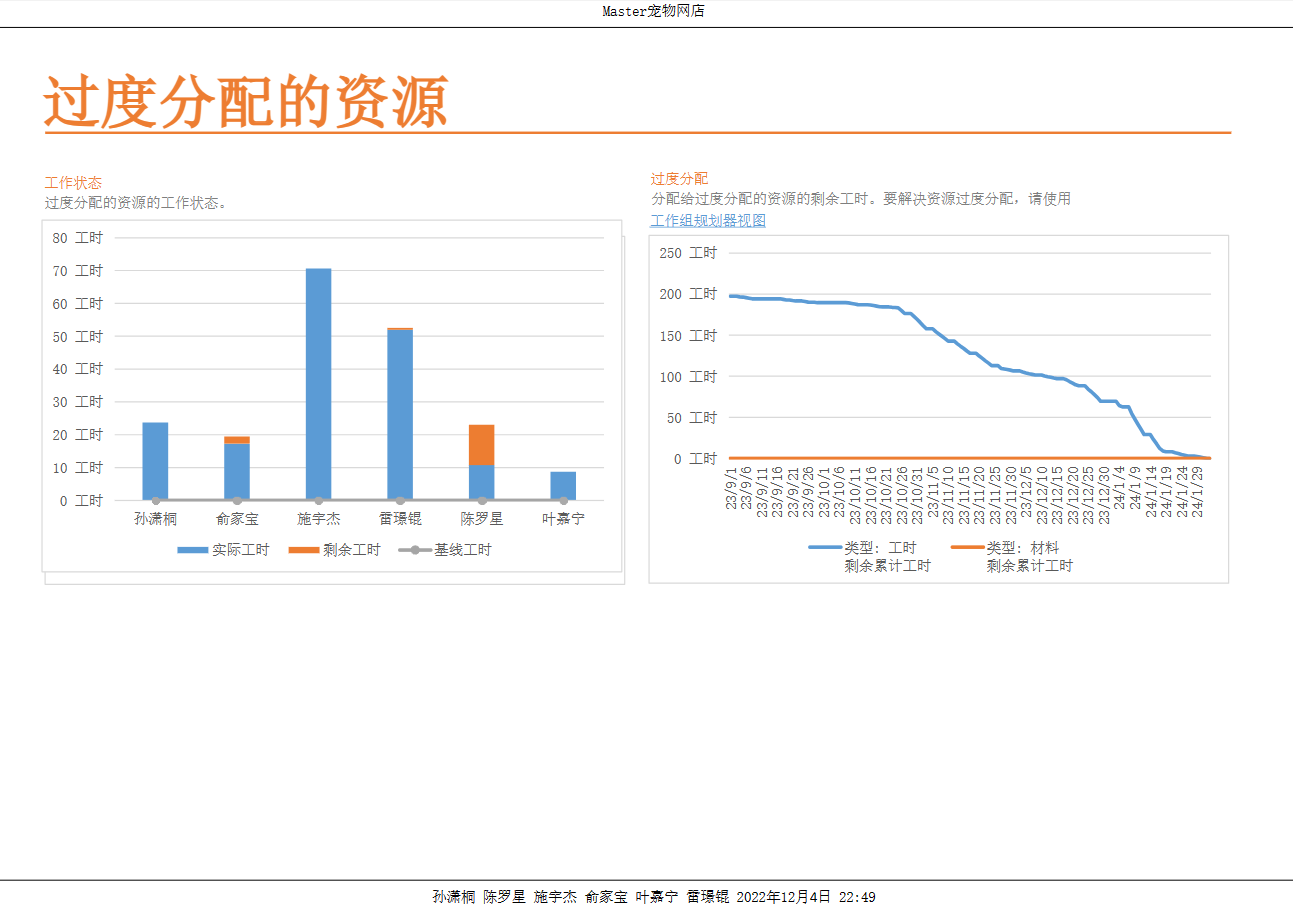 Master宠物网店
过度分配的资源
工作状态
过度分配的资源的工作状态。
80 工时
70 工时
60 工时
50 工时
40 工时
30 工时
20 工时
10 工时
0 工时
孙潇桐 俞家宝 施宇杰 雷璟锟 陈罗星 叶嘉宁
实际工时 剩余工时 基线工时
过度分配
分配给过度分配的资源的剩余工时。要解决资源过度分配，请使用
工作组规划器视图
250 工时
200 工时
150 工时
100 工时
50 工时
0 工时
23/9/1
23/9/6
23/9/11
23/9/16
23/9/21
23/9/26
23/10/1
23/10/6
23/10/11
23/10/16
23/10/21
23/10/26
23/10/31
23/11/5
23/11/10
23/11/15
23/11/20
23/11/25
23/11/30
23/12/5
23/12/10
23/12/15
23/12/20
23/12/25
23/12/30
24/1/4
24/1/9
24/1/14
24/1/19
24/1/24
24/1/29
类型: 工时
剩余累计工时
类型: 材料
剩余累计工时
孙潇桐 陈罗星 施宇杰 俞家宝 叶嘉宁 雷璟锟 2022年12月4日 22:49